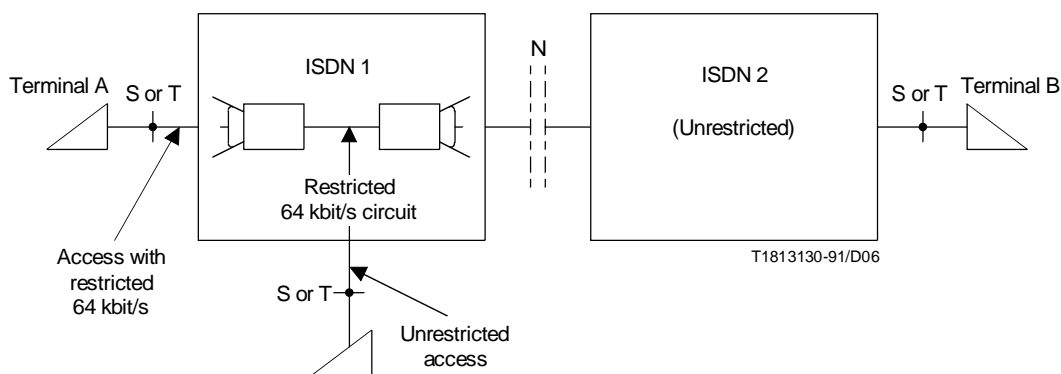 N
ISDN 1
ISDN 2
(Unrestricted)
Terminal A
S or T
S or T
Terminal B
Restricted
64 kbit/s circuit
Access with
restricted
64 kbit/s
T1813130-91/D06
S or T
Unrestricted
access